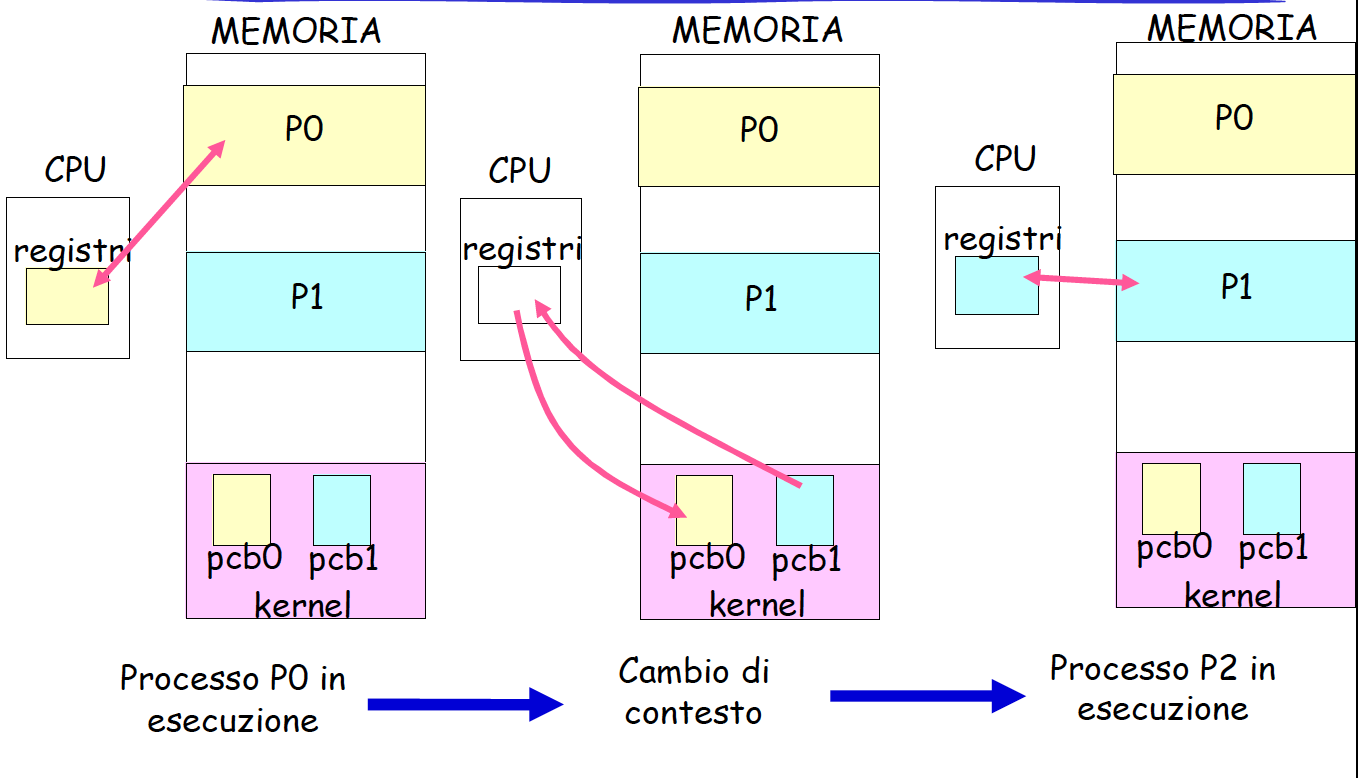 MEMORIA
P0
CPU
registri
P1
pcb0 pcb1
kernel
Processo P0 in
esecuzione
MEMORIA
P0
CPU
registri
P1
pcb0 pcb1
kernel
Cambio di
contesto
MEMORIA
P0
CPU
registri
P1
pcb0 pcb1
kernel
Processo P2 in
esecuzione